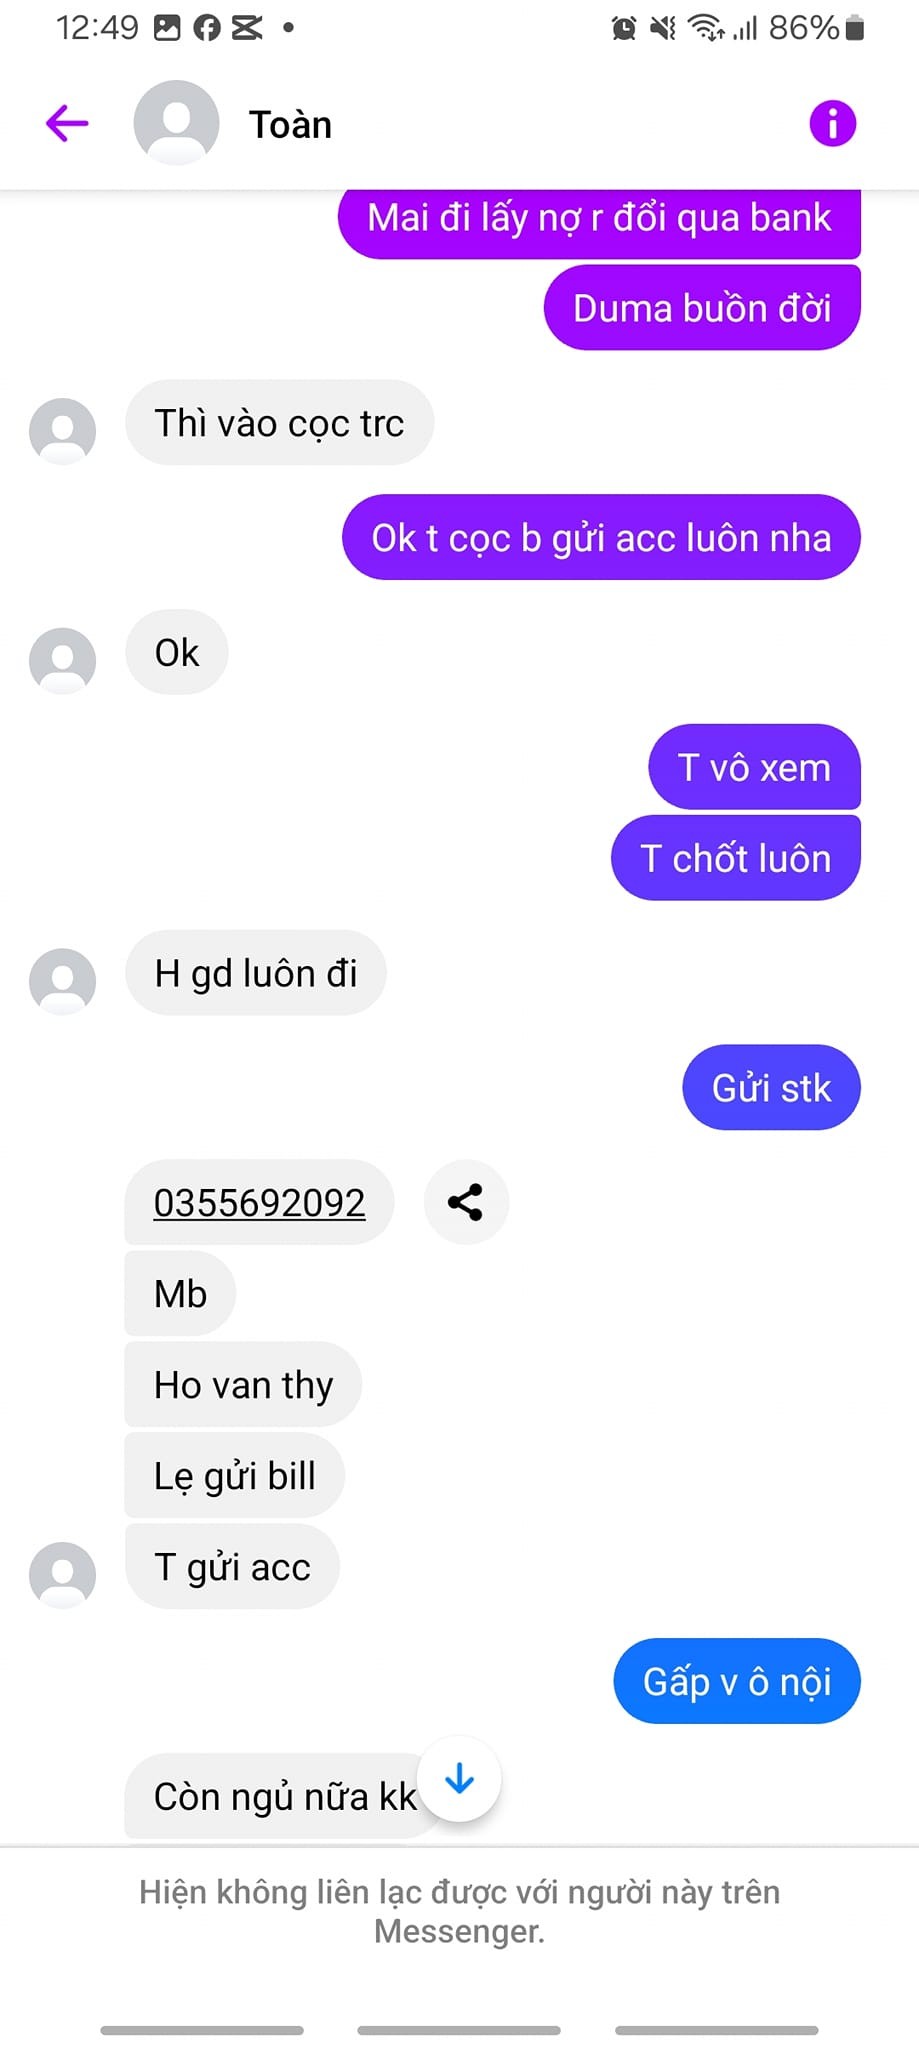 12:49
86%
Toàn
Mai đi lấy nợ r đổi qua bank
Duma buồn đời
Thì vào cọc trc
Ok t cọc b gửi acc luôn nha
Ok
T vô xem
T chốt luôn
H gd luôn đi
Gửi stk
0355692092
Mb
Ho van thy
Lẹ gửi bill
T gửi acc
Gấp v ô nội
Còn ngủ nữa kk
Hiện không liên lạc được với người này trên
Messenger.